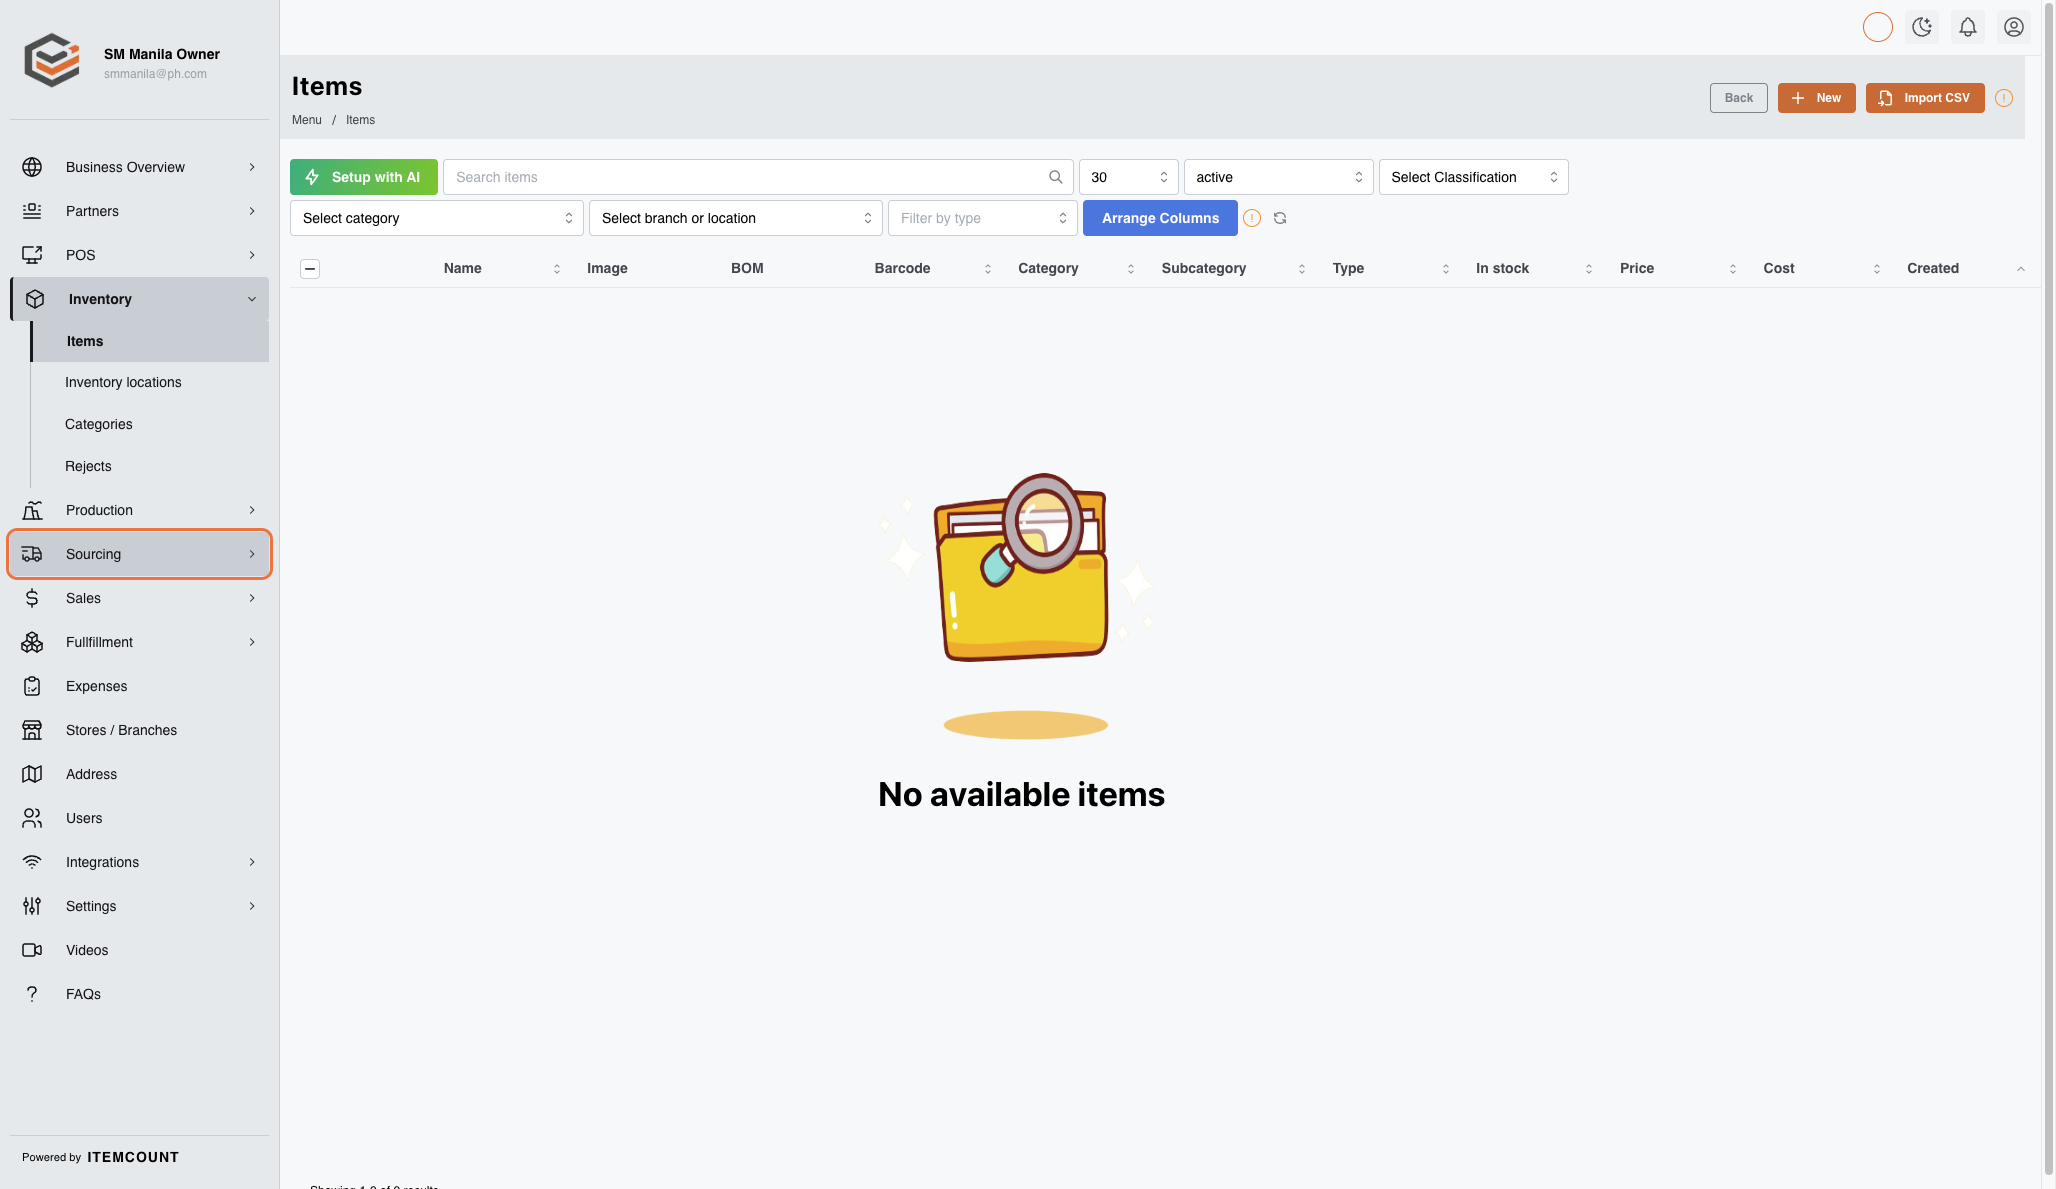 SM Manila Owner
smmanila@ph.com
Business Overview
Partners
POS
Inventory
Items
Inventory locations
Categories
Rejects
Production
Sourcing
Sales
Fullfillment
Expenses
Stores / Branches
Address
Users
Integrations
Settings
Videos
FAQs
Powered by ITEMCOUNT
Items
Menu / Items
Back
New
Import CSV
Setup with AI
Search items
30
active
Select Classification
Select category
Select branch or location
Filter by type
Arrange Columns
Name Image BOM Barcode Category Subcategory Type In stock Price Cost Created
No available items